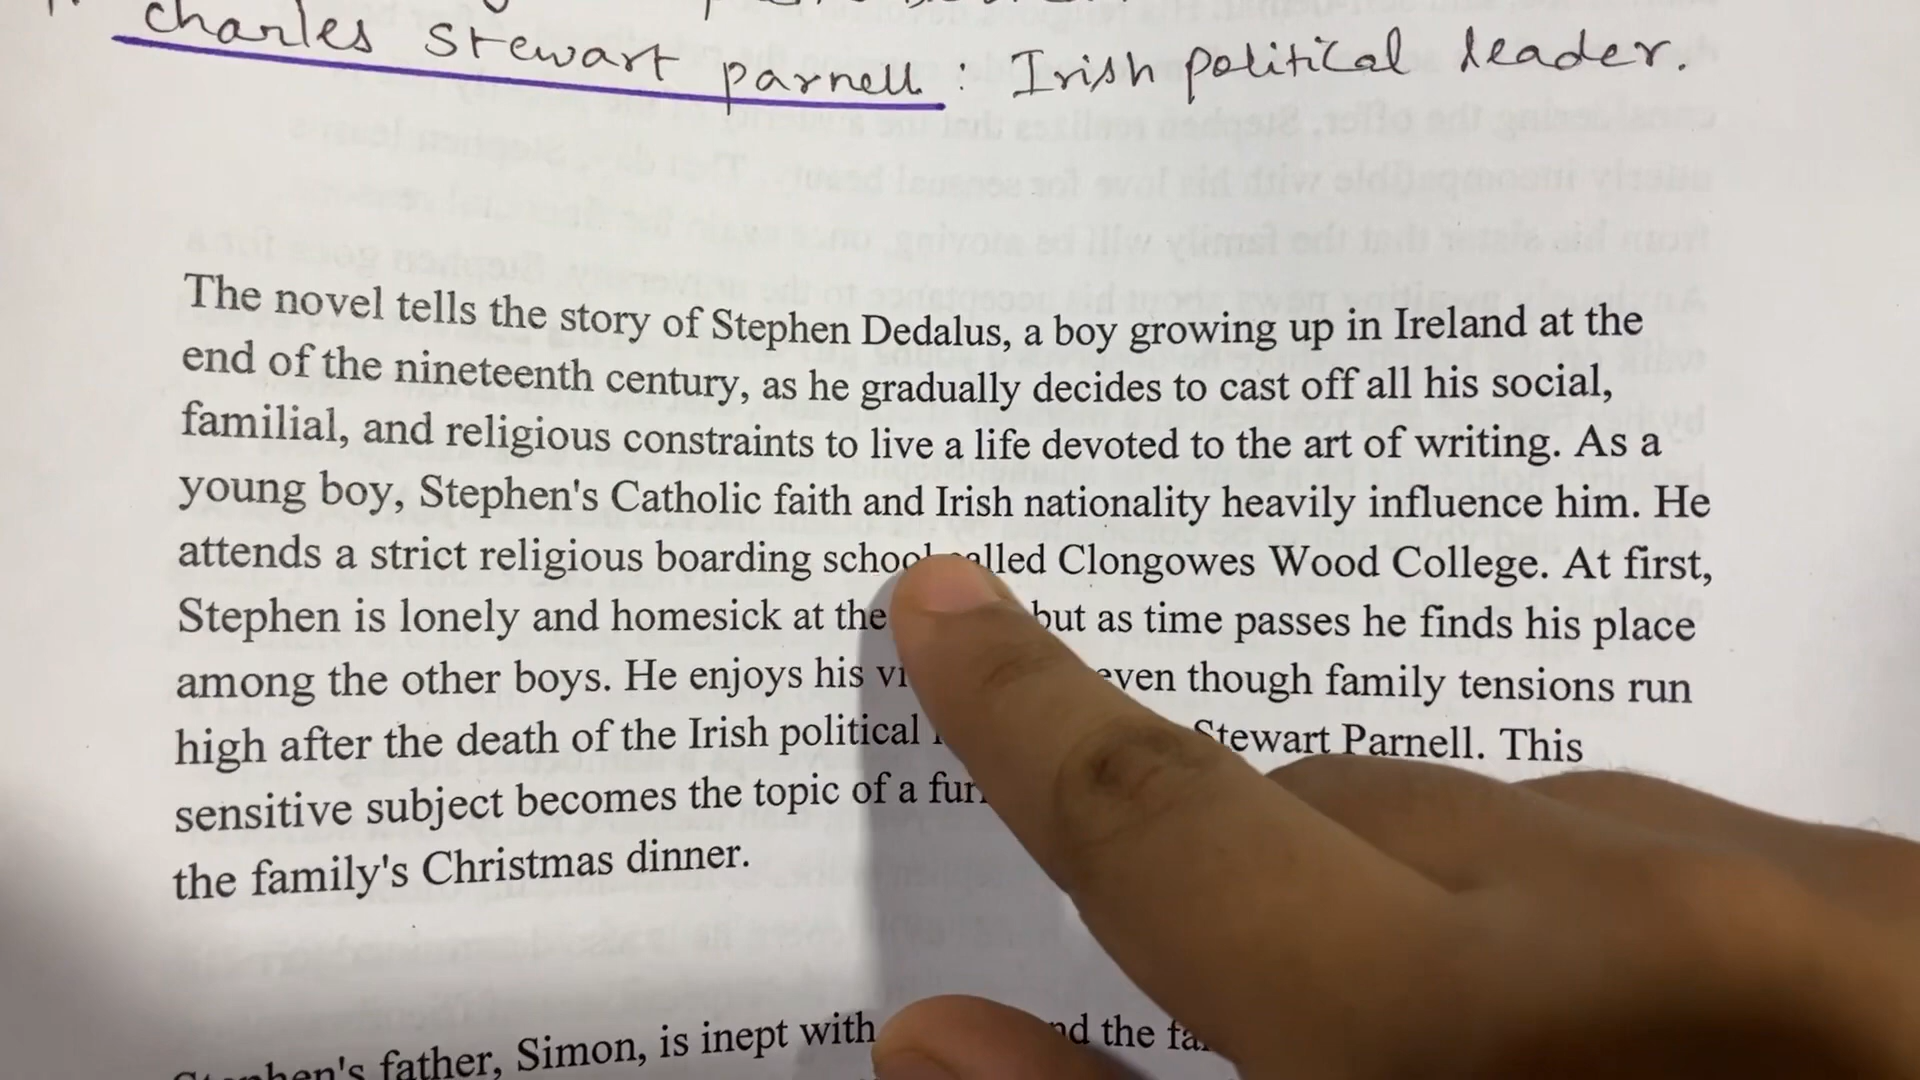 Charles Stewart parnell : Irish political leader.
The novel tells the story of Stephen Dedalus, a boy growing up in Ireland at the
end of the nineteenth century, as he gradually decides to cast off all his social,
familial, and religious constraints to live a life devoted to the art of writing. As a
young boy, Stephen's Catholic faith and Irish nationality heavily influence him. He
attends a strict religious boarding school called Clongowes Wood College. At first,
Stephen is lonely and homesick at the but as time passes he finds his place
among the other boys. He enjoys his even though family tensions run
high after the death of the Irish political Stewart Parnell. This
sensitive subject becomes the topic of a
the family's Christmas dinner.
Stephen's father, Simon, is inept with the